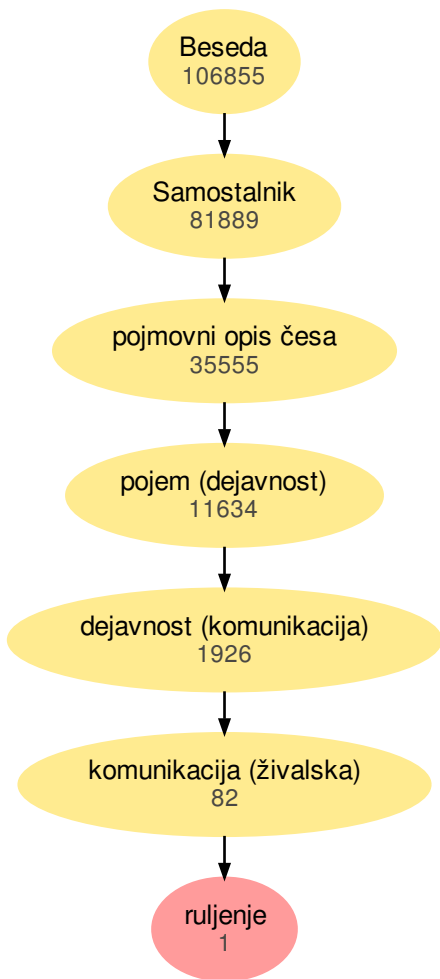 Beseda
106855
Samostalnik
81889
pojmovni opis česa
35555
pojem (dejavnost)
11634
dejavnost (komunikacija)
1926
komunikacija (živalska)
82
ruljenje
1